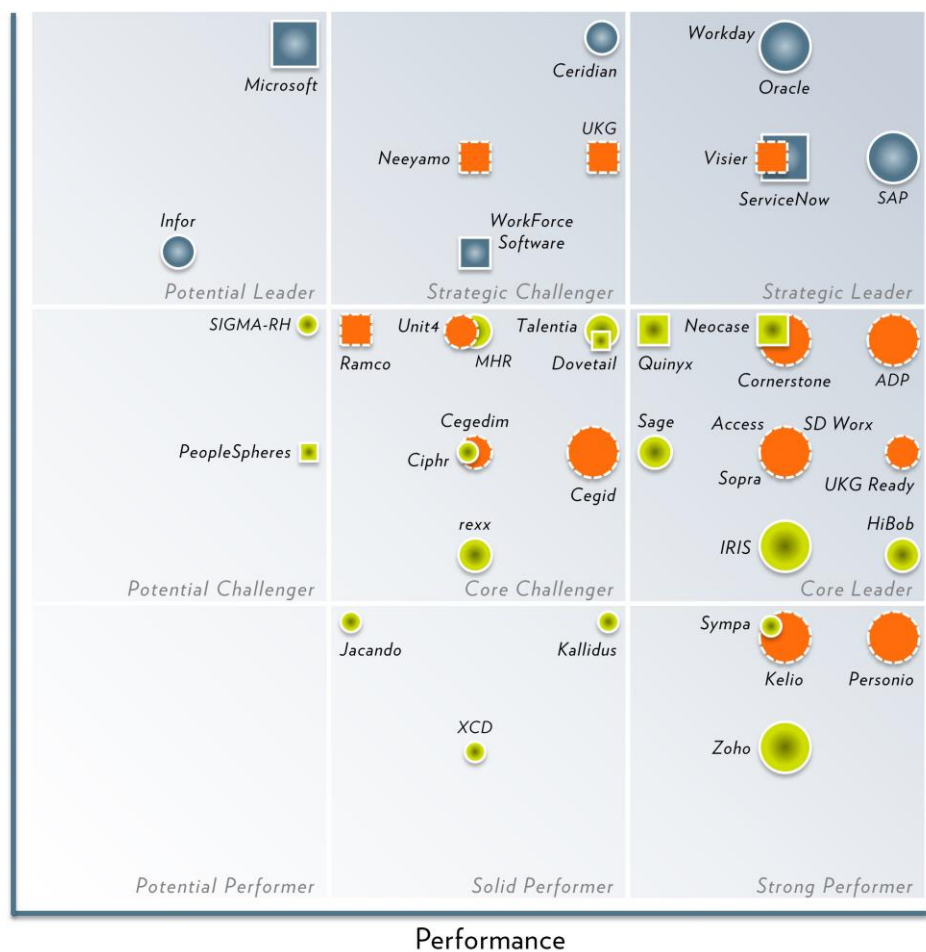 Workday
Microsoft
Ceridian
Oracle
UKG
Neeyamo
Visier
ServiceNow
SAP
Infor
WorkForce
Software
Potential Leader
Strategic Challenger
Strategic Leader
SIGMA-RH
Ramco
Unit4
MHR
Talentia
Dovetail
Quinyx
Neocase
Cornerstone
ADP
PeopleSpheres
Cegedim
Ciphr
Cegid
Sage
Access
SD Worx
Sopra
UKG Ready
rexx
IRIS
HiBob
Potential Challenger
Core Challenger
Core Leader
Jacando
Kallidus
Sympa
Kelio
Personio
XCD
Zoho
Potential Performer
Solid Performer
Strong Performer
Performance